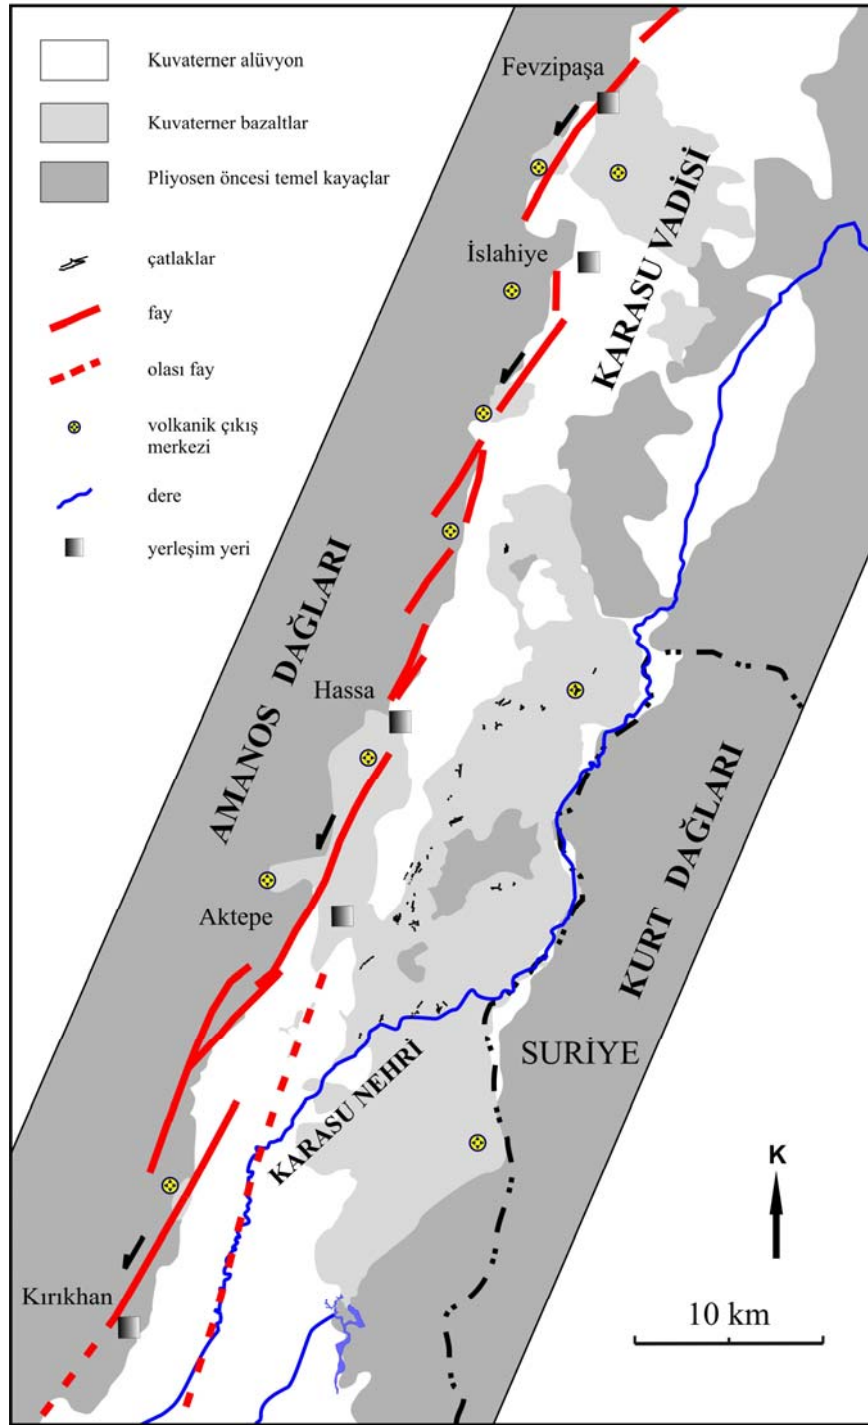 Kuvaterner alüvyon
Kuvaterner bazaltlar
Pliyosen öncesi temel kayaçlar
çatlaklar
fay
olası fay
volkanik çıkış
merkezi
dere
yerleşim yeri
Fevzipaşa
İslahiye
KARASU VADİSİ
AMANOS DAĞLARI
Hassa
Aktepe
KURT DAĞLARI
SURİYE
KARASU NEHRİ
Kırıkhan
K
10 km